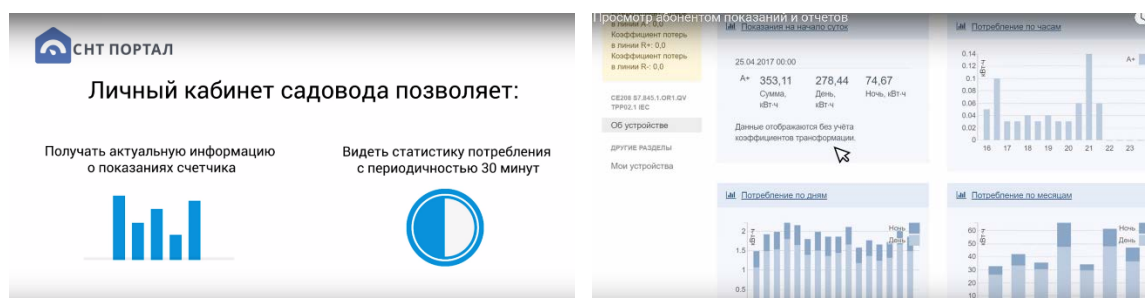 СНТ ПОРТАЛ
Личный кабинет садовода позволяет:
Получать актуальную информацию
о показаниях счетчика
Видеть статистику потребления
с периодичностью 30 минут
Просмотр абонентом показаний и отчетов
в линии A-: 0,0
Коэффициент потерь
в линии R+: 0,0
Коэффициент потерь
в линии R-: 0,0
CE208 S7.845.1.OR1.QV
TPP02.1 IEC
Об устройстве
ДРУГИЕ РАЗДЕЛЫ
Мои устройства
Показания на начало суток
25.04.2017 00:00
A+ 353,11 278,44 74,67
Сумма, День, Ночь, кВт·ч
кВт·ч кВт·ч
Данные отображаются без учёта
коэффициентов трансформации.
Потребление по часам
0.14
0.12
0.1
0.08
0.06
0.04
0.02
0
кВт·ч
A+
16 17 18 19 20 21 22 23
Потребление по дням
2
1.5
1
0.5
кВт·ч
Ночь
День
Потребление по месяцам
60
50
40
30
20
10
кВт·ч
Ночь
День